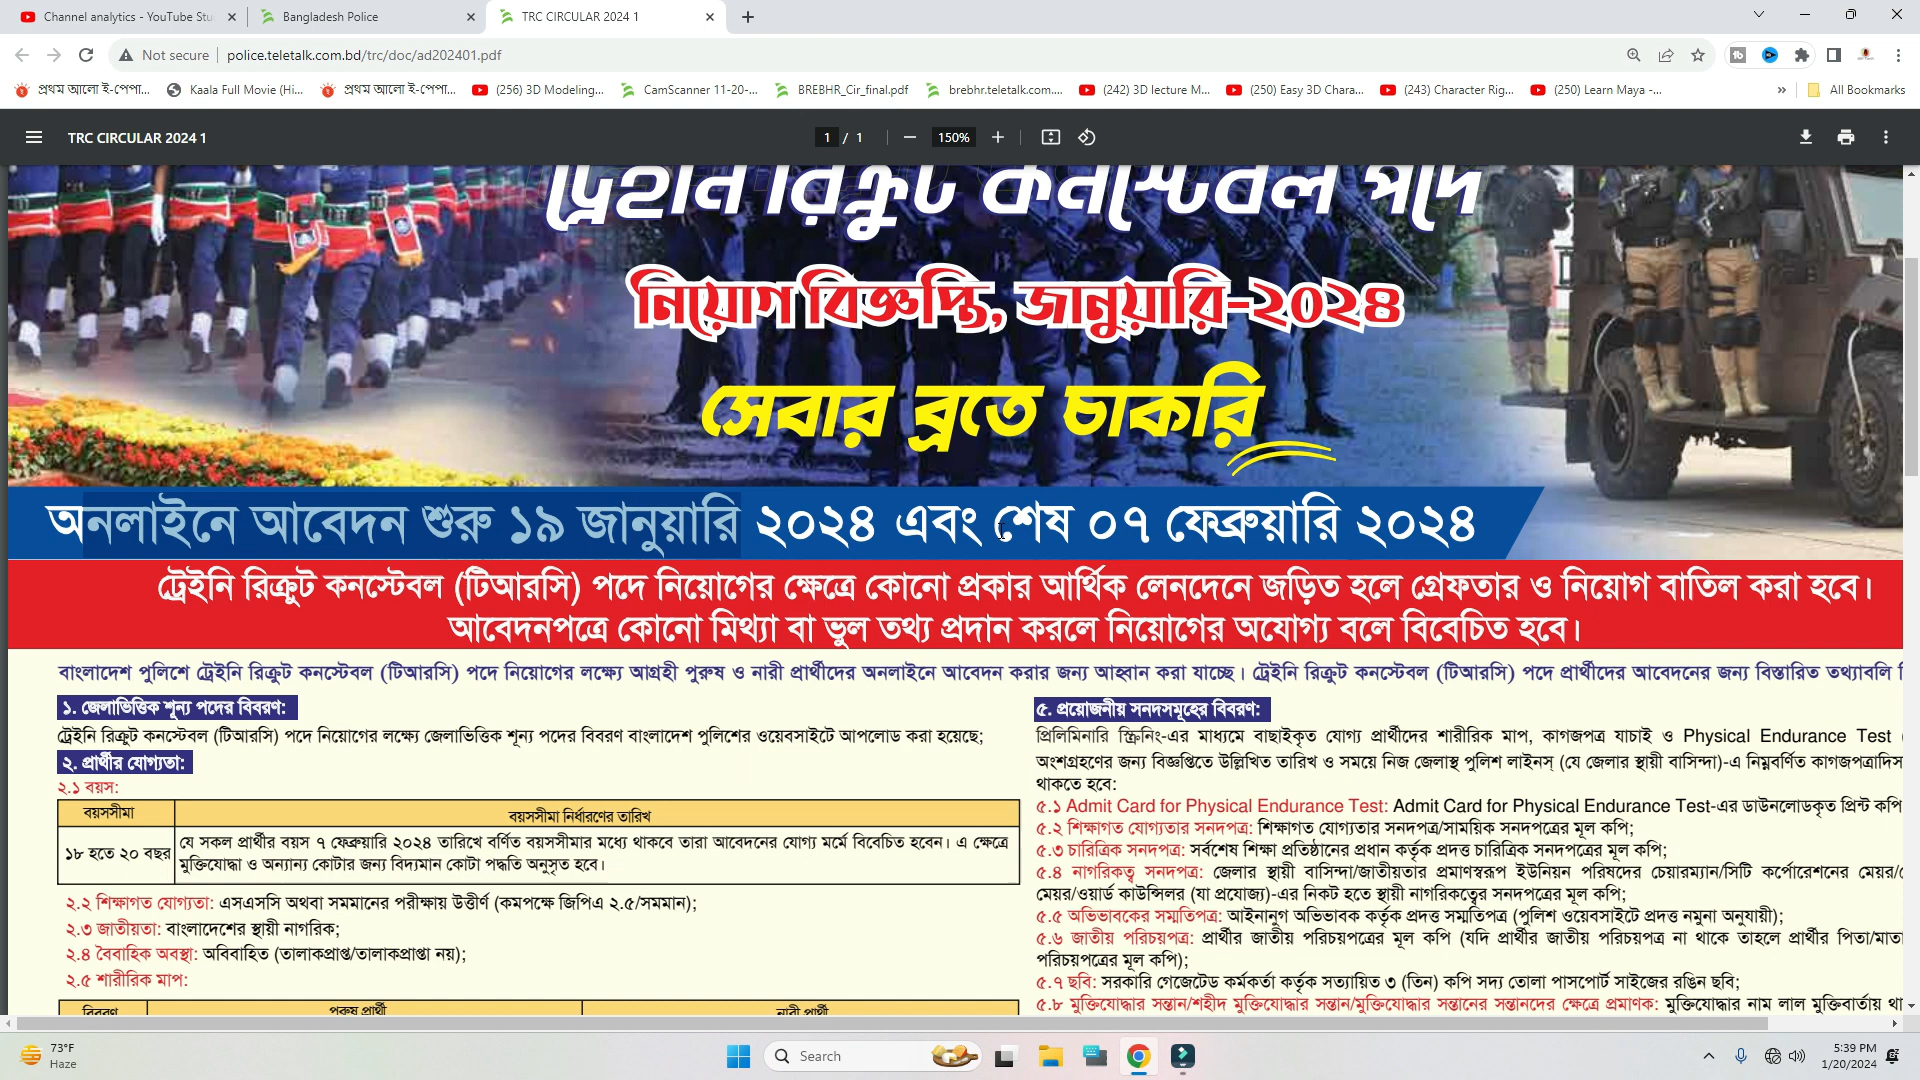 Channel analytics - YouTube Stu
Bangladesh Police
TRC CIRCULAR 2024 1
Not secure
police.teletalk.com.bd/trc/doc/ad202401.pdf
প্রথম আলো ই-পেপা...
Kaala Full Movie (Hi...
প্রথম আলো ই-পেপা...
(256) 3D Modeling...
CamScanner 11-20-...
BREBHR_Cir_final.pdf
brebhr.teletalk.com....
(242) 3D lecture M...
(250) Easy 3D Chara...
(243) Character Rig...
(250) Learn Maya -...
All Bookmarks
TRC CIRCULAR 2024 1
1 / 1
150%
ট্রেইনি রিক্রুট কনস্টেবল পদে
নিয়োগ বিজ্ঞপ্তি, জানুয়ারি-২০২৪
সেবার ব্রতে চাকরি
অনলাইনে আবেদন শুরু ১৯ জানুয়ারি ২০২৪ এবং শেষ ০৭ ফেব্রুয়ারি ২০২৪
ট্রেইনি রিক্রুট কনস্টেবল (টিআরসি) পদে নিয়োগের ক্ষেত্রে কোনো প্রকার আর্থিক লেনদেনে জড়িত হলে গ্রেফতার ও নিয়োগ বাতিল করা হবে।
আবেদনপত্রে কোনো মিথ্যা বা ভুল তথ্য প্রদান করলে নিয়োগের অযোগ্য বলে বিবেচিত হবে।
বাংলাদেশ পুলিশে ট্রেইনি রিক্রুট কনস্টেবল (টিআরসি) পদে নিয়োগের লক্ষ্যে আগ্রহী পুরুষ ও নারী প্রার্থীদের অনলাইনে আবেদন করার জন্য আহ্বান করা যাচ্ছে। ট্রেইনি রিক্রুট কনস্টেবল (টিআরসি) পদে প্রার্থীদের আবেদনের জন্য বিস্তারিত তথ্যাবলি
১. জেলাভিত্তিক শূন্য পদের বিবরণ:
ট্রেইনি রিক্রুট কনস্টেবল (টিআরসি) পদে নিয়োগের লক্ষ্যে জেলাভিত্তিক শূন্য পদের বিবরণ বাংলাদেশ পুলিশের ওয়েবসাইটে আপলোড করা হয়েছে;
২. প্রার্থীর যোগ্যতা:
২.১ বয়স:
বয়সসীমা
বয়সসীমা নির্ধারণের তারিখ
১৮ হতে ২০ বছর
যে সকল প্রার্থীর বয়স ৭ ফেব্রুয়ারি ২০২৪ তারিখে বর্ণিত বয়সসীমার মধ্যে থাকবে তারা আবেদনের যোগ্য মর্মে বিবেচিত হবেন। এ ক্ষেত্রে
মুক্তিযোদ্ধা ও অন্যান্য কোটার জন্য বিদ্যমান কোটা পদ্ধতি অনুসৃত হবে।
২.২ শিক্ষাগত যোগ্যতা: এসএসসি অথবা সমমানের পরীক্ষায় উত্তীর্ণ (কমপক্ষে জিপিএ ২.৫/সমমান);
২.৩ জাতীয়তা: বাংলাদেশের স্থায়ী নাগরিক;
২.৪ বৈবাহিক অবস্থা: অবিবাহিত (তালাকপ্রাপ্ত/তালাকপ্রাপ্তা নয়);
২.৫ শারীরিক মাপ:
বিবরণ
পুরুষ প্রার্থী
নারী প্রার্থী
৫. প্রয়োজনীয় সনদসমূহের বিবরণ:
প্রিলিমিনারি স্ক্রিনিং-এর মাধ্যমে বাছাইকৃত যোগ্য প্রার্থীদের শারীরিক মাপ, কাগজপত্র যাচাই ও Physical Endurance Test
অংশগ্রহণের জন্য বিজ্ঞপ্তিতে উল্লিখিত তারিখ ও সময়ে নিজ জেলাস্থ পুলিশ লাইনস্ (যে জেলার স্থায়ী বাসিন্দা)-এ নিম্নবর্ণিত কাগজপত্রাদিস
থাকতে হবে:
৫.১ Admit Card for Physical Endurance Test: Admit Card for Physical Endurance Test-এর ডাউনলোডকৃত প্রিন্ট কপি
৫.২ শিক্ষাগত যোগ্যতার সনদপত্র: শিক্ষাগত যোগ্যতার সনদপত্র/সাময়িক সনদপত্রের মূল কপি;
৫.৩ চারিত্রিক সনদপত্র: সর্বশেষ শিক্ষা প্রতিষ্ঠানের প্রধান কর্তৃক প্রদত্ত চারিত্রিক সনদপত্রের মূল কপি;
৫.৪ নাগরিকত্ব সনদপত্র: জেলার স্থায়ী বাসিন্দা/জাতীয়তার প্রমাণস্বরূপ ইউনিয়ন পরিষদের চেয়ারম্যান/সিটি কর্পোরেশনের মেয়র/
মেয়র/ওয়ার্ড কাউন্সিলর (যা প্রযোজ্য)-এর নিকট হতে স্থায়ী নাগরিকত্বের সনদপত্রের মূল কপি;
৫.৫ অভিভাবকের সম্মতিপত্র: আইনানুগ অভিভাবক কর্তৃক প্রদত্ত সম্মতিপত্র (পুলিশ ওয়েবসাইটে প্রদত্ত নমুনা অনুযায়ী);
৫.৬ জাতীয় পরিচয়পত্র: প্রার্থীর জাতীয় পরিচয়পত্রের মূল কপি (যদি প্রার্থীর জাতীয় পরিচয়পত্র না থাকে তাহলে প্রার্থীর পিতা/মাতা
পরিচয়পত্রের মূল কপি);
৫.৭ ছবি: সরকারি গেজেটেড কর্মকর্তা কর্তৃক সত্যায়িত ৩ (তিন) কপি সদ্য তোলা পাসপোর্ট সাইজের রঙিন ছবি;
৫.৮ মুক্তিযোদ্ধার সন্তান/শহীদ মুক্তিযোদ্ধার সন্তান/মুক্তিযোদ্ধার সন্তানের সন্তানদের ক্ষেত্রে প্রমাণক: মুক্তিযোদ্ধার নাম লাল মুক্তিবার্তায় থা
73°F
Haze
Search
5:39 PM
1/20/2024